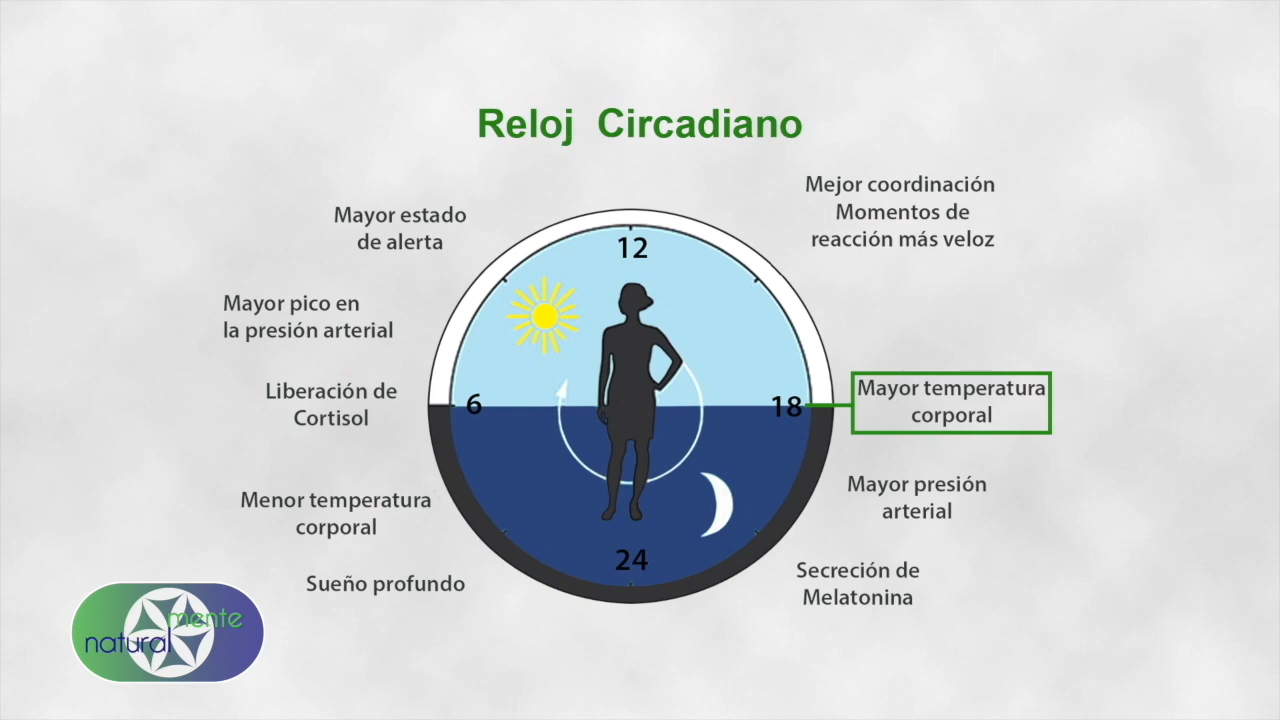 Reloj Circadiano
Mayor estado
de alerta
Mayor pico en
la presión arterial
Liberación de
Cortisol
Menor temperatura
corporal
Sueño profundo
12
6
18
24
Mejor coordinación
Momentos de
reacción más veloz
Mayor temperatura
corporal
Mayor presión
arterial
Secreción de
Melatonina
mente
natural